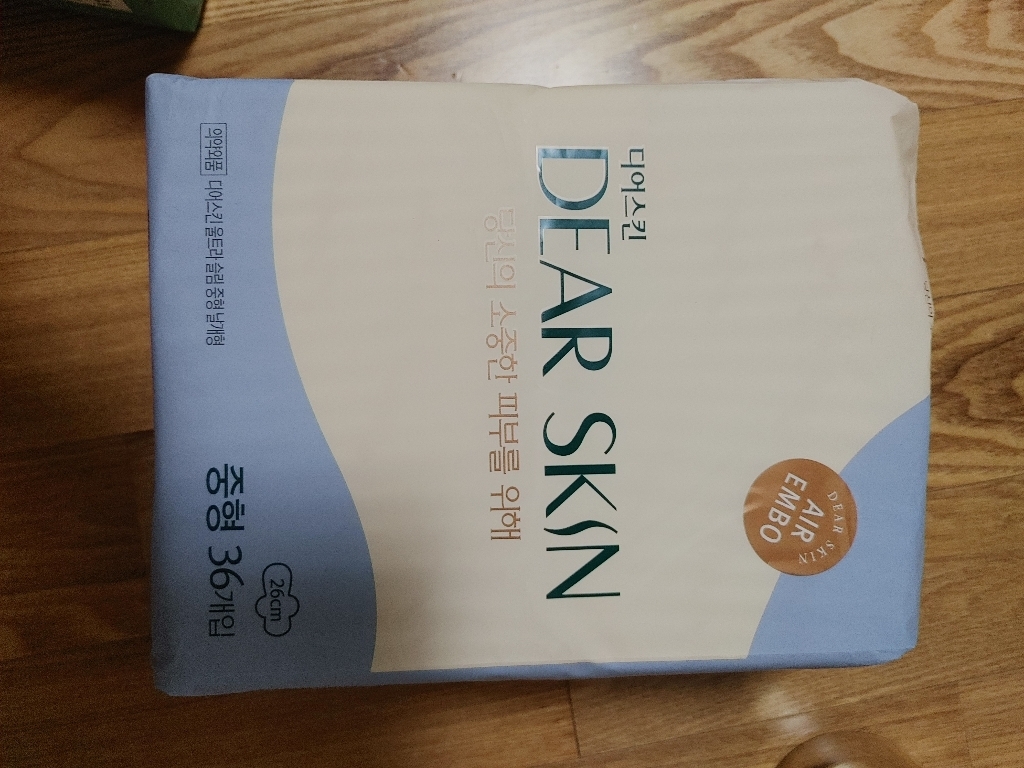 디어스킨
DEAR SKIN
당신의 소중한 피부를 위해
DEAR SKIN
AIR
EMBO
의약외품 디어스킨 울트라 슬림 중형 날개형
26cm
중형 36개입